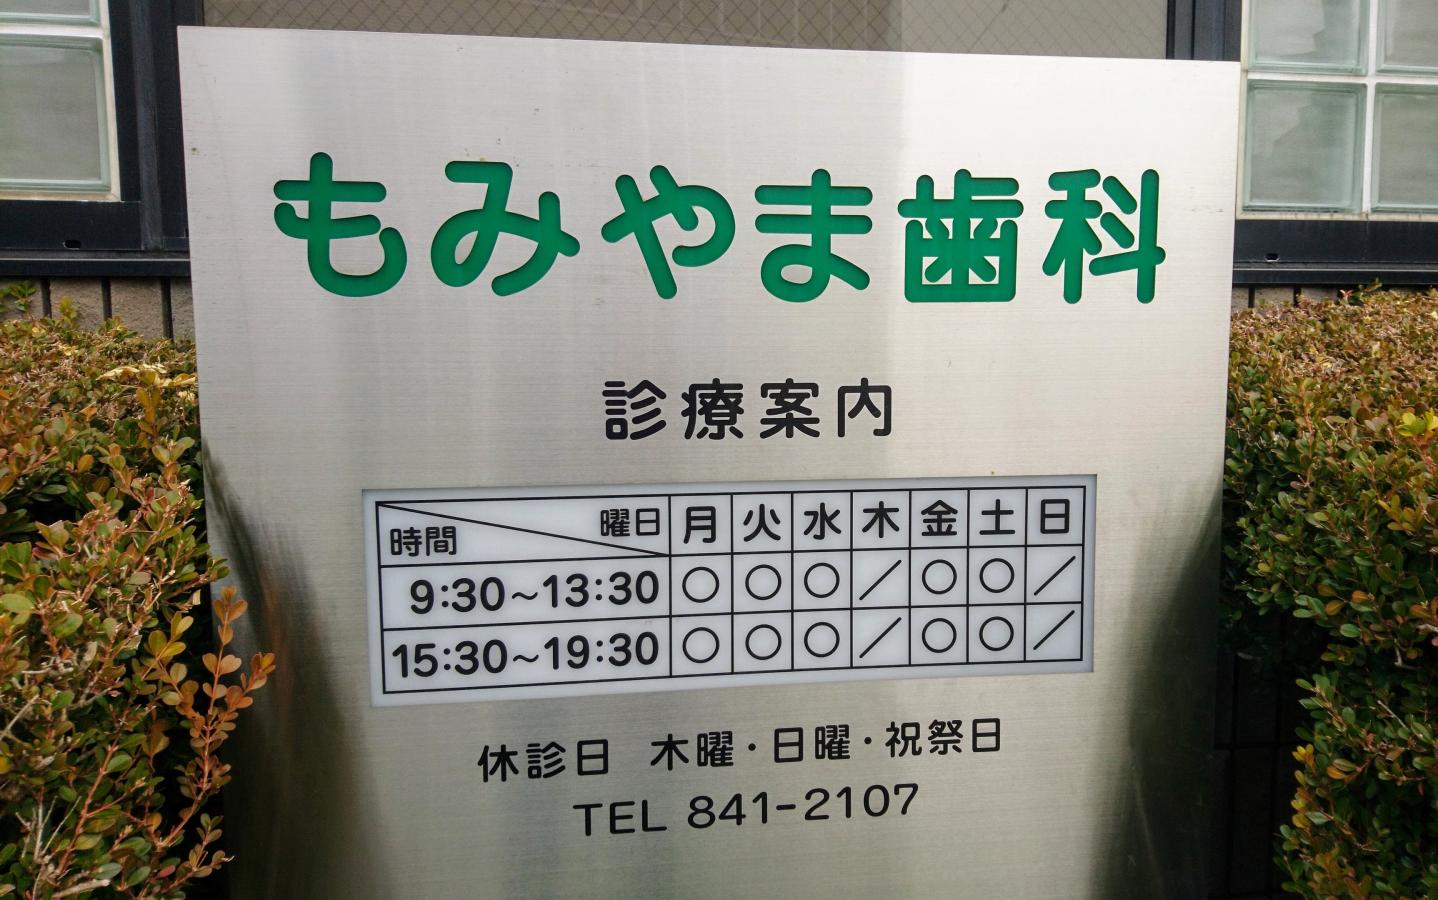 もみやま歯科
診療案内
時間 曜日 月 火 水 木 金 土 日
9:30~13:30 ○ ○ ○ ／ ○ ○ ／
15:30~19:30 ○ ○ ○ ／ ○ ○ ／
休診日 木曜・日曜・祝祭日
TEL 841-2107